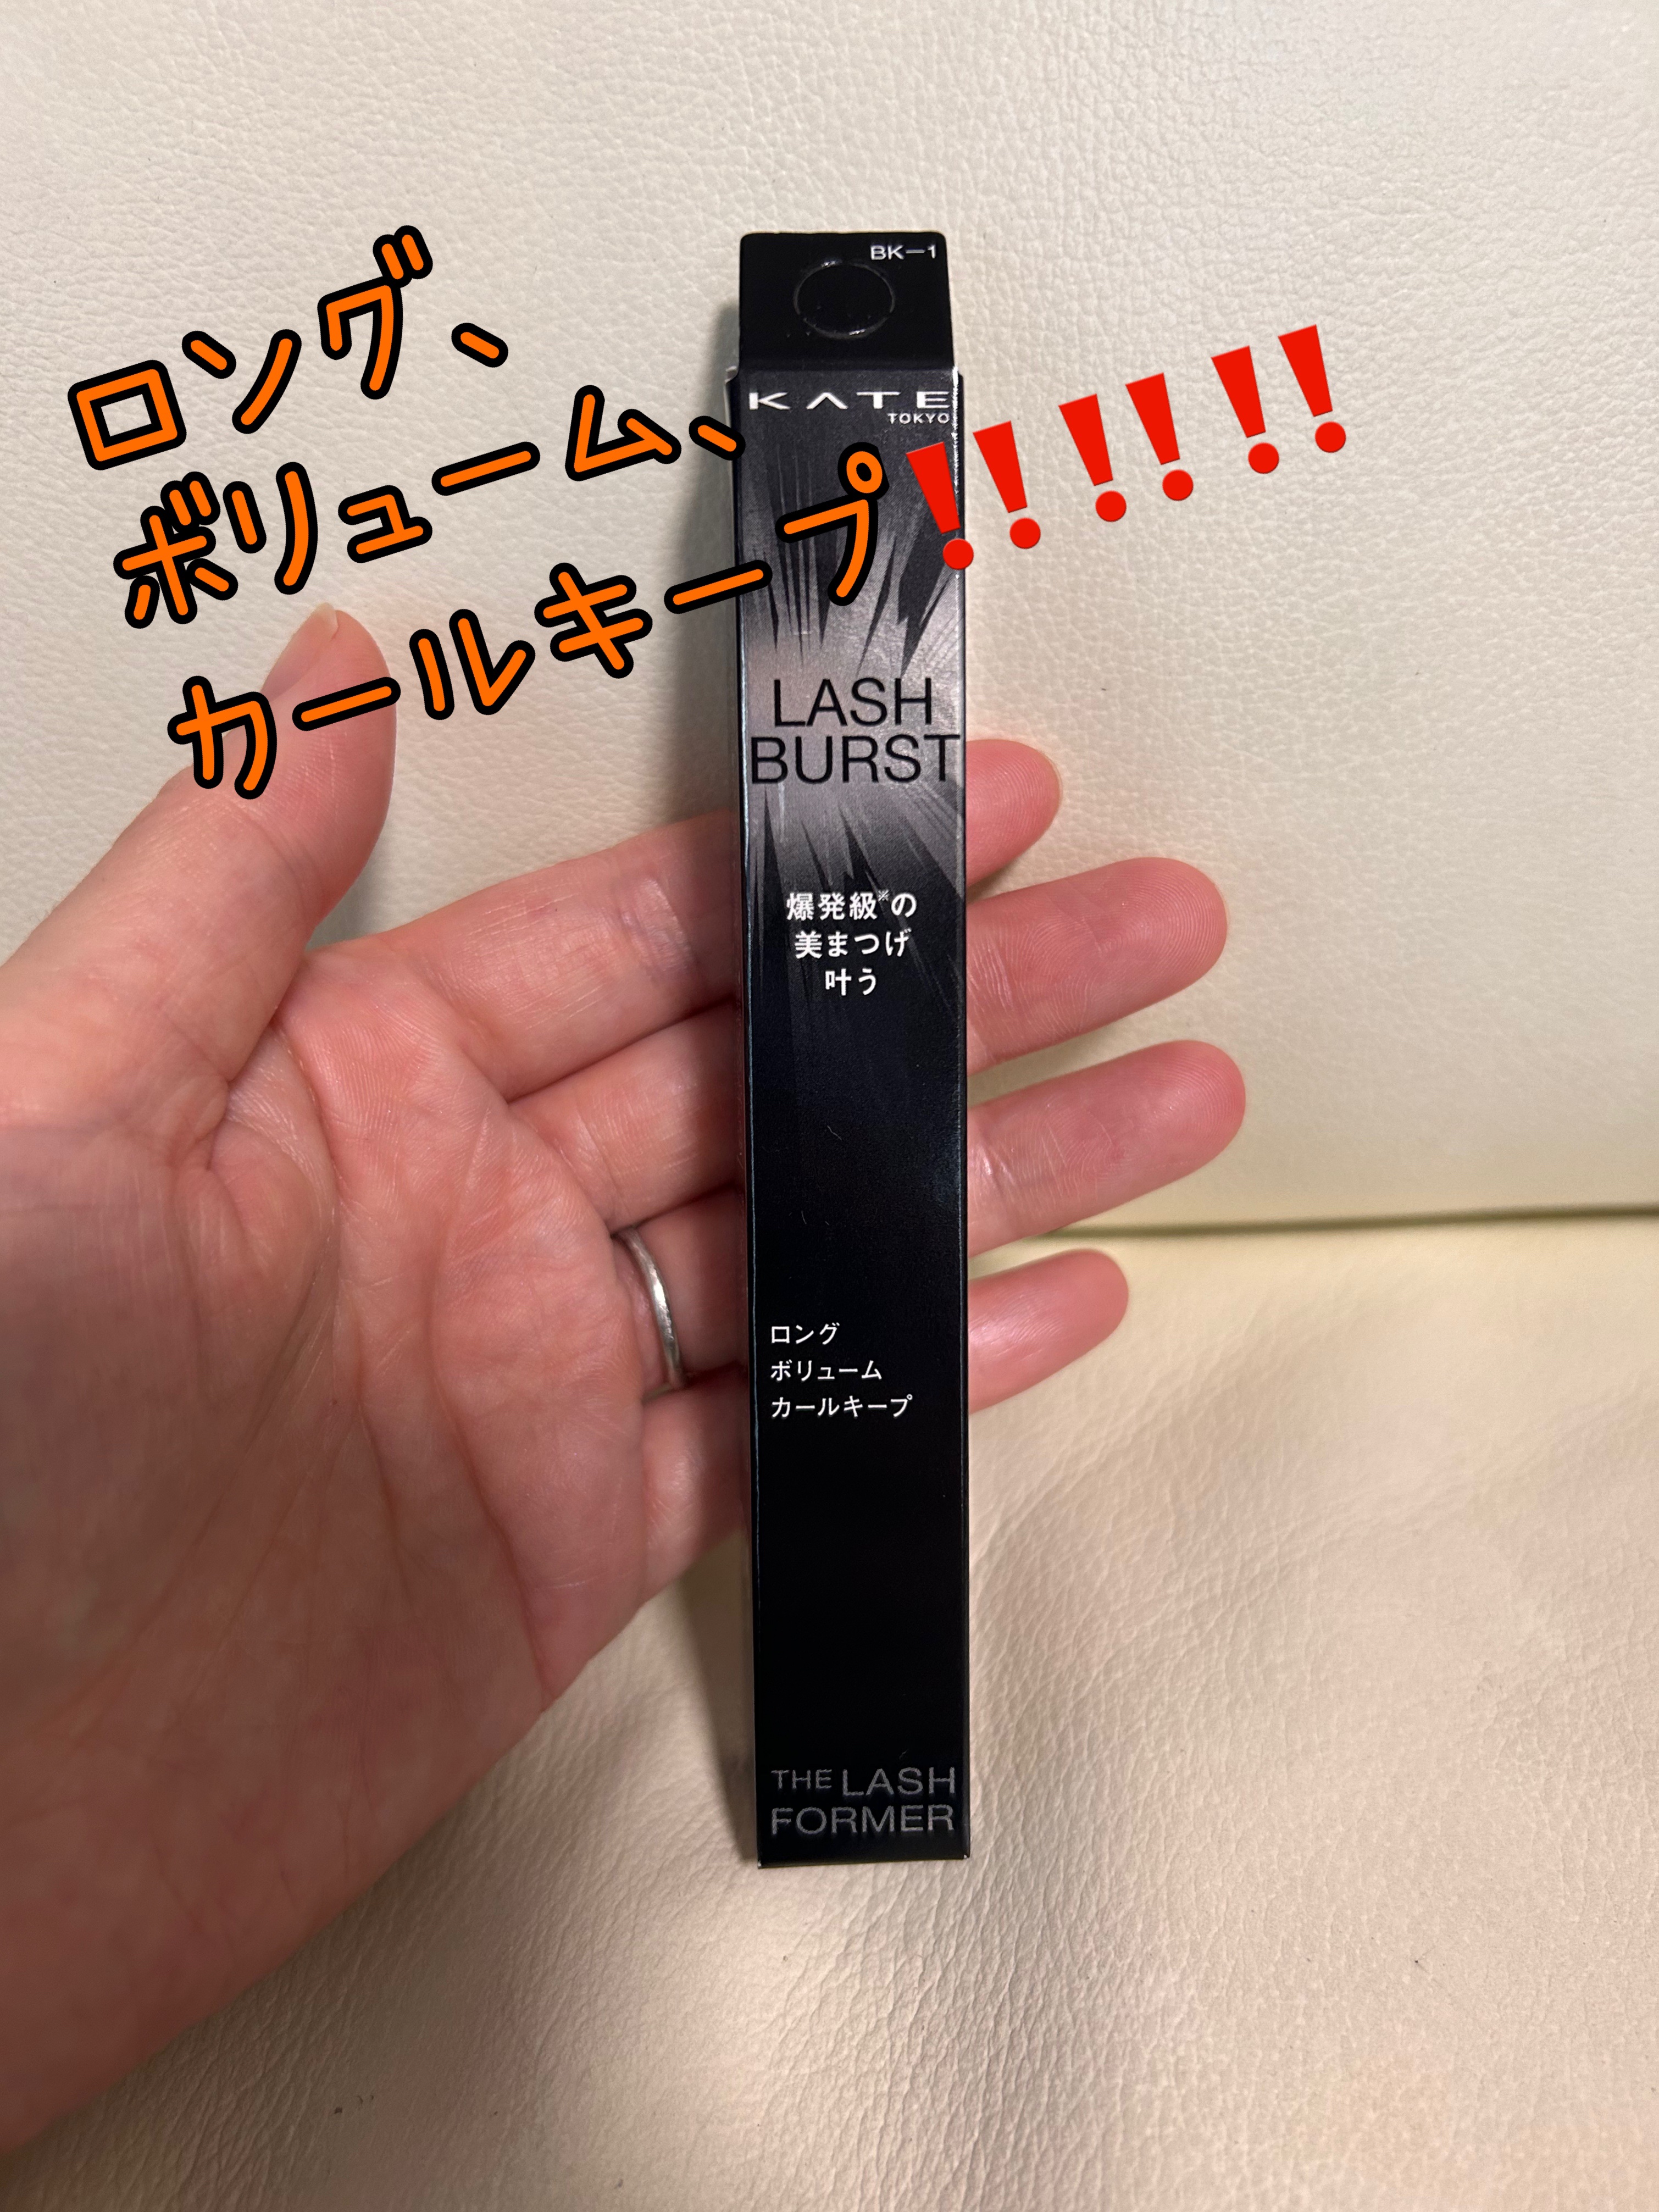 BK-1
KATE
TOKYO
ロング、
ボリューム、
カールキープ‼️‼️‼️
LASH
BURST
爆発級※の
美まつげ
叶う
ロング
ボリューム
カールキープ
THE LASH
FORMER